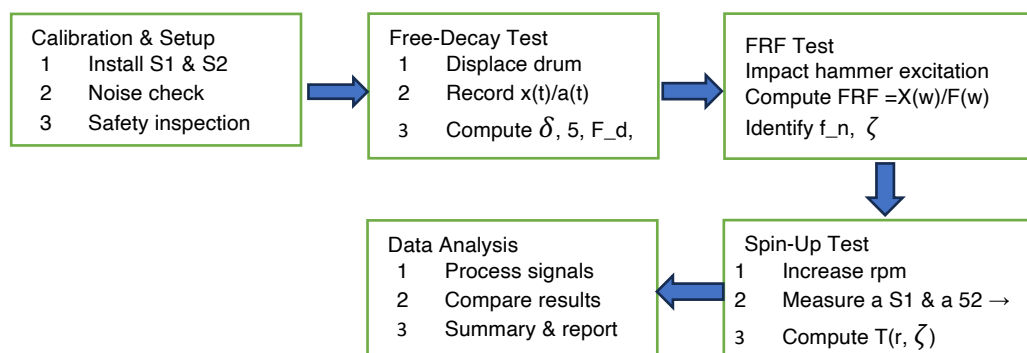 Calibration & Setup
1 Install S1 & S2
2 Noise check
3 Safety inspection
Free-Decay Test
1 Displace drum
2 Record x(t)/a(t)
3 Compute δ, 5, F_d,
FRF Test
Impact hammer excitation
Compute FRF =X(w)/F(w)
Identify f_n, ζ
Spin-Up Test
1 Increase rpm
2 Measure a S1 & a 52 →
3 Compute T(r, ζ)
Data Analysis
1 Process signals
2 Compare results
3 Summary & report